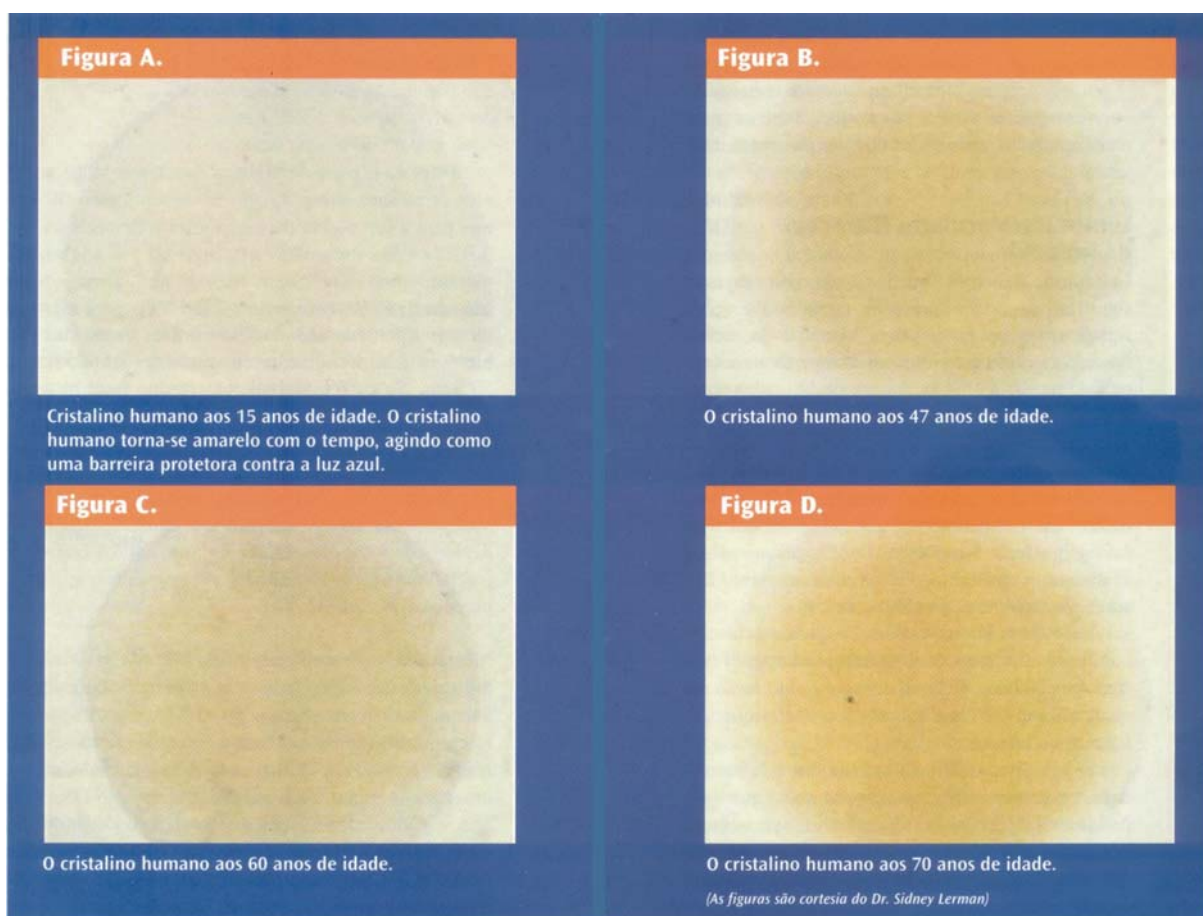 Figura A.
Cristalino humano aos 15 anos de idade. O cristalino
humano torna-se amarelo com o tempo, agindo como
uma barreira protetora contra a luz azul.
Figura B.
O cristalino humano aos 47 anos de idade.
Figura C.
O cristalino humano aos 60 anos de idade.
Figura D.
O cristalino humano aos 70 anos de idade.
(As figuras são cortesia do Dr. Sidney Lerman)